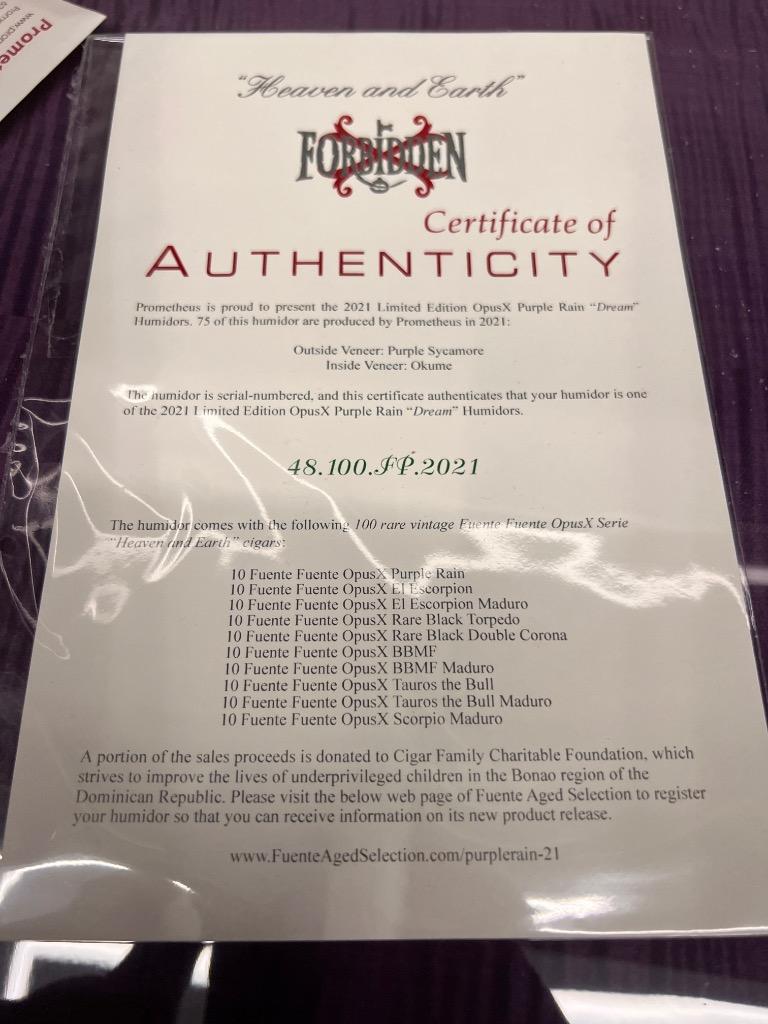 Prome
"Heaven and Earth"
FORBIDDEN
Certificate of
AUTHENTICITY
Prometheus is proud to present the 2021 Limited Edition OpusX Purple Rain "Dream"
Humidors. 75 of this humidor are produced by Prometheus in 2021:
Outside Veneer: Purple Sycamore
Inside Veneer: Okume
The humidor is serial-numbered, and this certificate authenticates that your humidor is one
of the 2021 Limited Edition OpusX Purple Rain "Dream" Humidors.
48.100.FP.2021
The humidor comes with the following 100 rare vintage Fuente Fuente OpusX Serie
"Heaven and Earth" cigars:
10 Fuente Fuente OpusX Purple Rain
10 Fuente Fuente OpusX El Escorpion
10 Fuente Fuente OpusX El Escorpion Maduro
10 Fuente Fuente OpusX Rare Black Torpedo
10 Fuente Fuente OpusX Rare Black Double Corona
10 Fuente Fuente OpusX BBMF
10 Fuente Fuente OpusX BBMF Maduro
10 Fuente Fuente OpusX Tauros the Bull
10 Fuente Fuente OpusX Tauros the Bull Maduro
10 Fuente Fuente OpusX Scorpio Maduro
A portion of the sales proceeds is donated to Cigar Family Charitable Foundation, which
strives to improve the lives of underprivileged children in the Bonao region of the
Dominican Republic. Please visit the below web page of Fuente Aged Selection to register
your humidor so that you can receive information on its new product release.
www.FuenteAgedSelection.com/purplerain-21